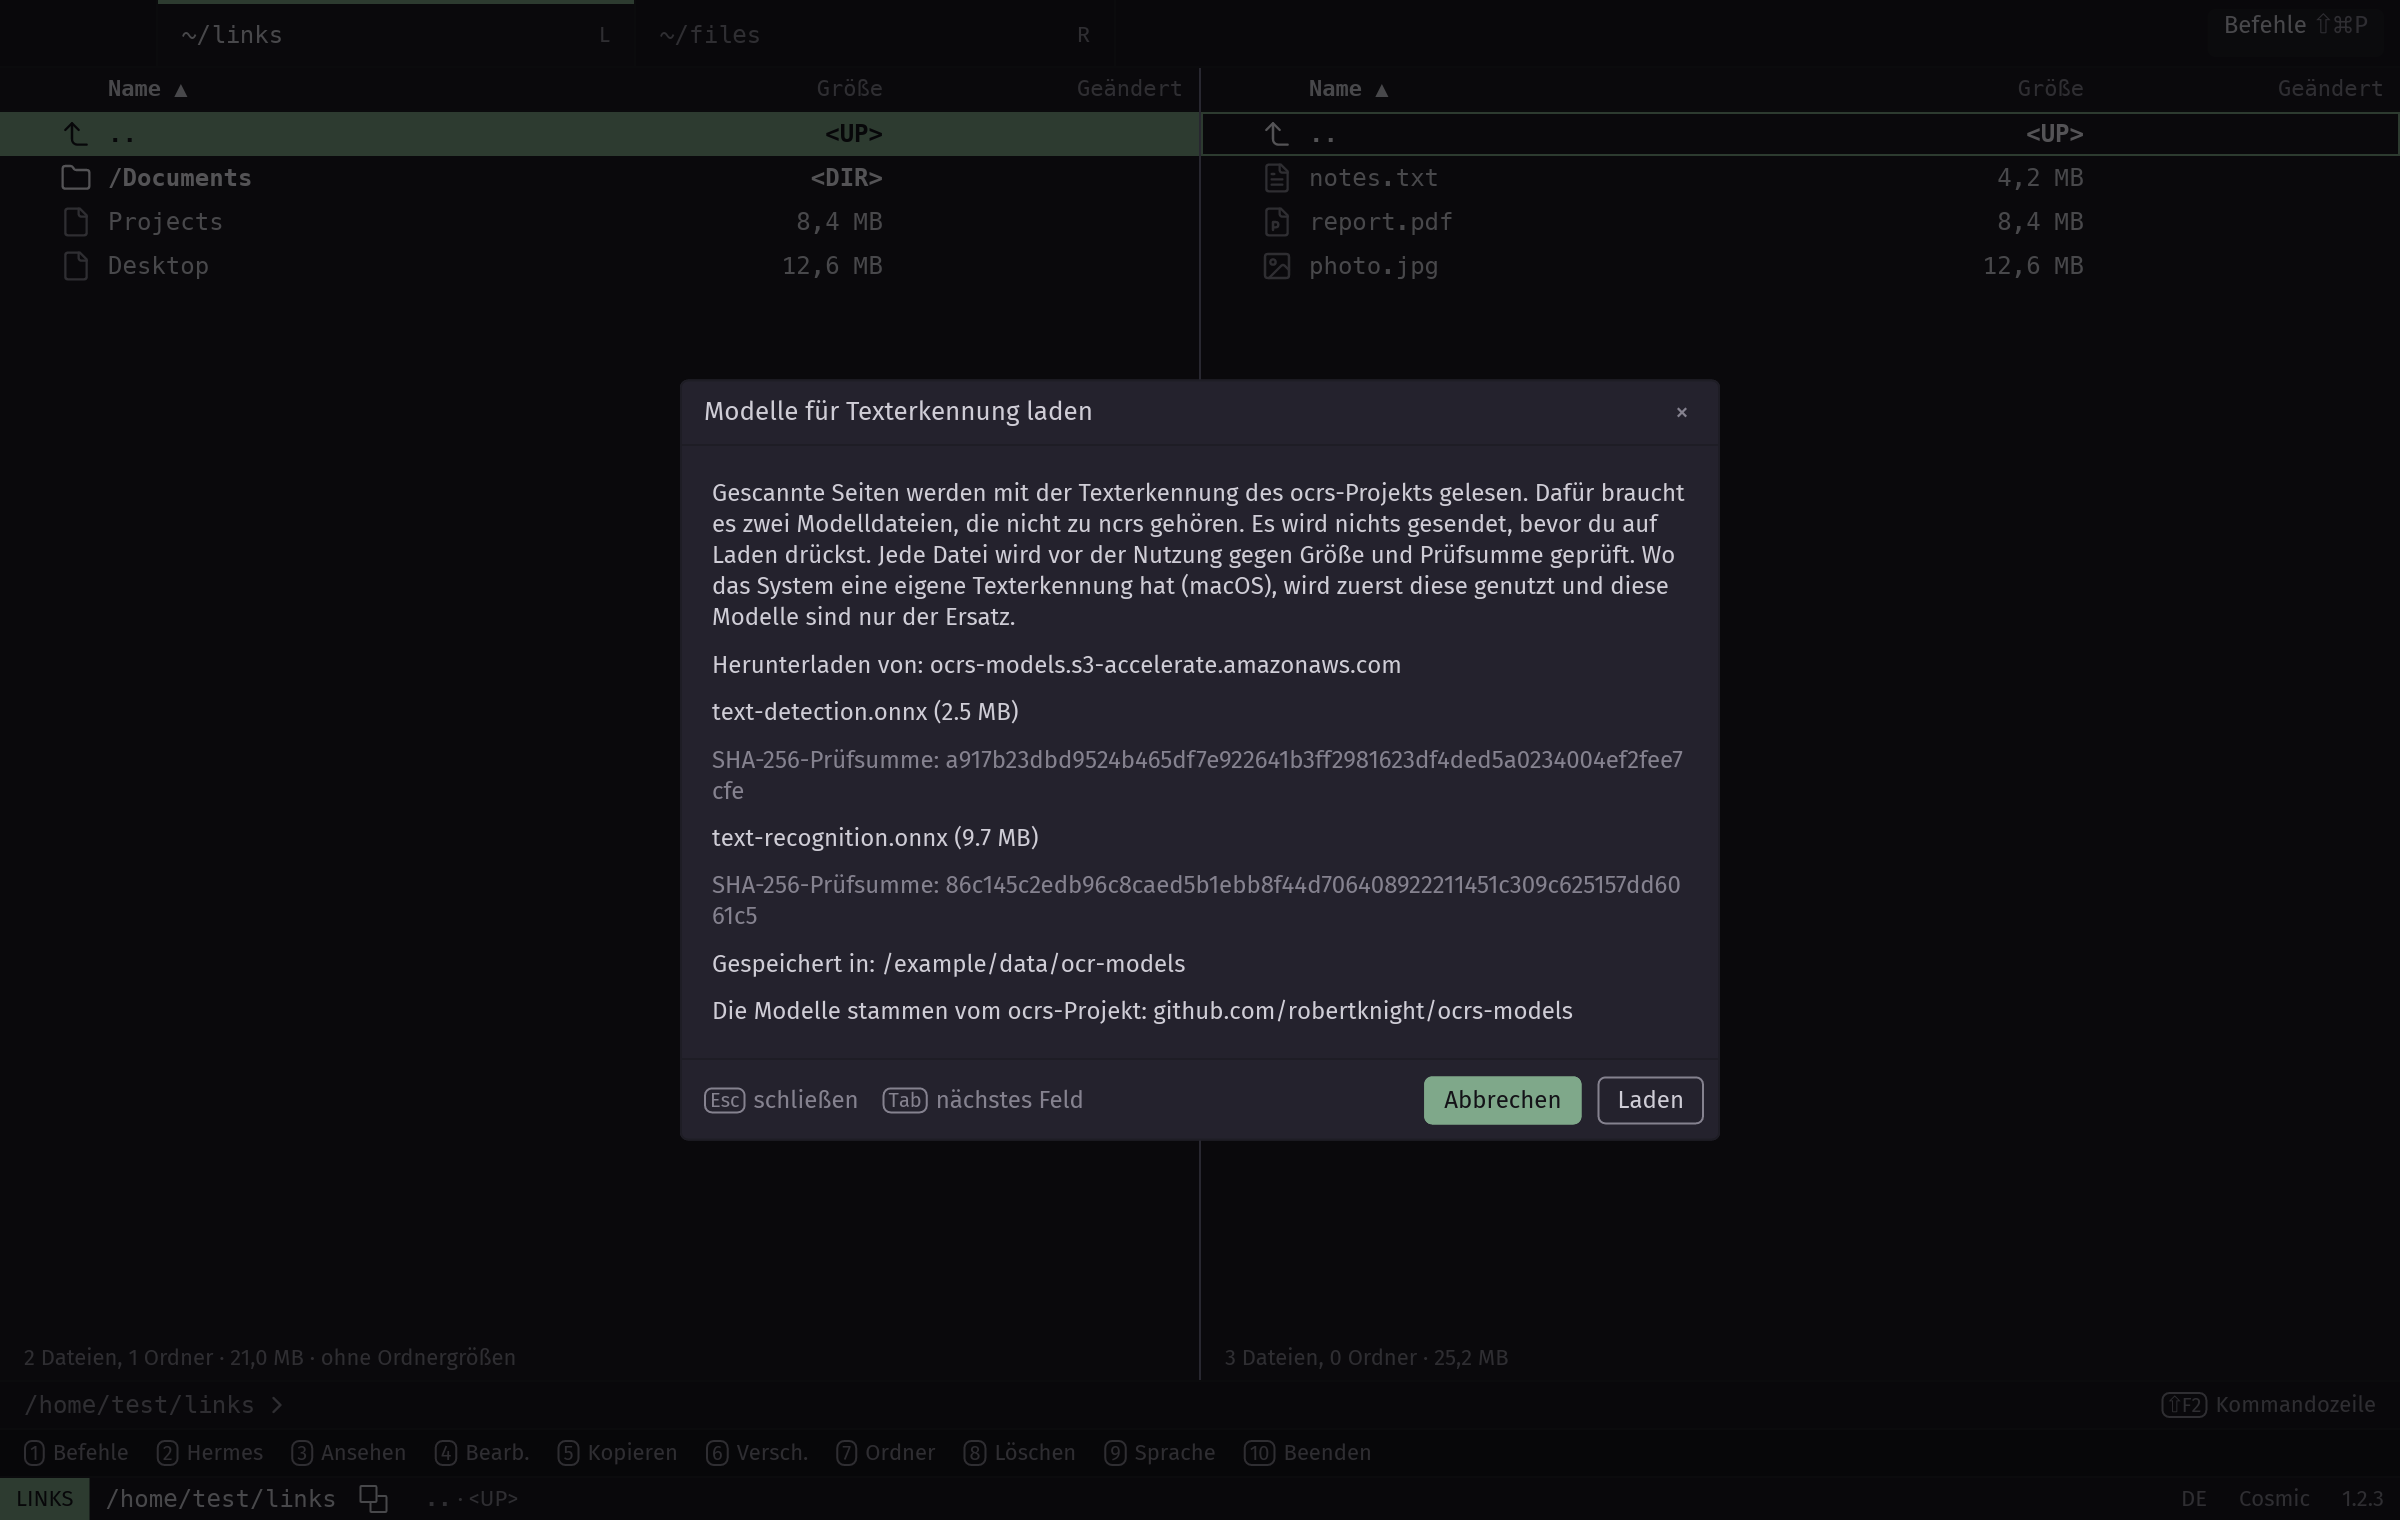 ~/links L ~/files R Befehle ⇧⌘P
Name ▲ Größe Geändert Name ▲ Größe Geändert
.. <UP> .. <UP>
/Documents <DIR> notes.txt 4,2 MB
Projects 8,4 MB report.pdf 8,4 MB
Desktop 12,6 MB photo.jpg 12,6 MB
Modelle für Texterkennung laden ×
Gescannte Seiten werden mit der Texterkennung des ocrs-Projekts gelesen. Dafür braucht
es zwei Modelldateien, die nicht zu ncrs gehören. Es wird nichts gesendet, bevor du auf
Laden drückst. Jede Datei wird vor der Nutzung gegen Größe und Prüfsumme geprüft. Wo
das System eine eigene Texterkennung hat (macOS), wird zuerst diese genutzt und diese
Modelle sind nur der Ersatz.
Herunterladen von: ocrs-models.s3-accelerate.amazonaws.com
text-detection.onnx (2.5 MB)
SHA-256-Prüfsumme: a917b23dbd9524b465df7e922641b3ff2981623df4ded5a0234004ef2fee7
cfe
text-recognition.onnx (9.7 MB)
SHA-256-Prüfsumme: 86c145c2edb96c8caed5b1ebb8f44d706408922211451c309c625157dd60
61c5
Gespeichert in: /example/data/ocr-models
Die Modelle stammen vom ocrs-Projekt: github.com/robertknight/ocrs-models
Esc schließen Tab nächstes Feld Abbrechen Laden
2 Dateien, 1 Ordner · 21,0 MB · ohne Ordnergrößen 3 Dateien, 0 Ordner · 25,2 MB
/home/test/links > ⇧F2 Kommandozeile
1 Befehle 2 Hermes 3 Ansehen 4 Bearb. 5 Kopieren 6 Versch. 7 Ordner 8 Löschen 9 Sprache 10 Beenden
LINKS /home/test/links .. · <UP> DE Cosmic 1.2.3